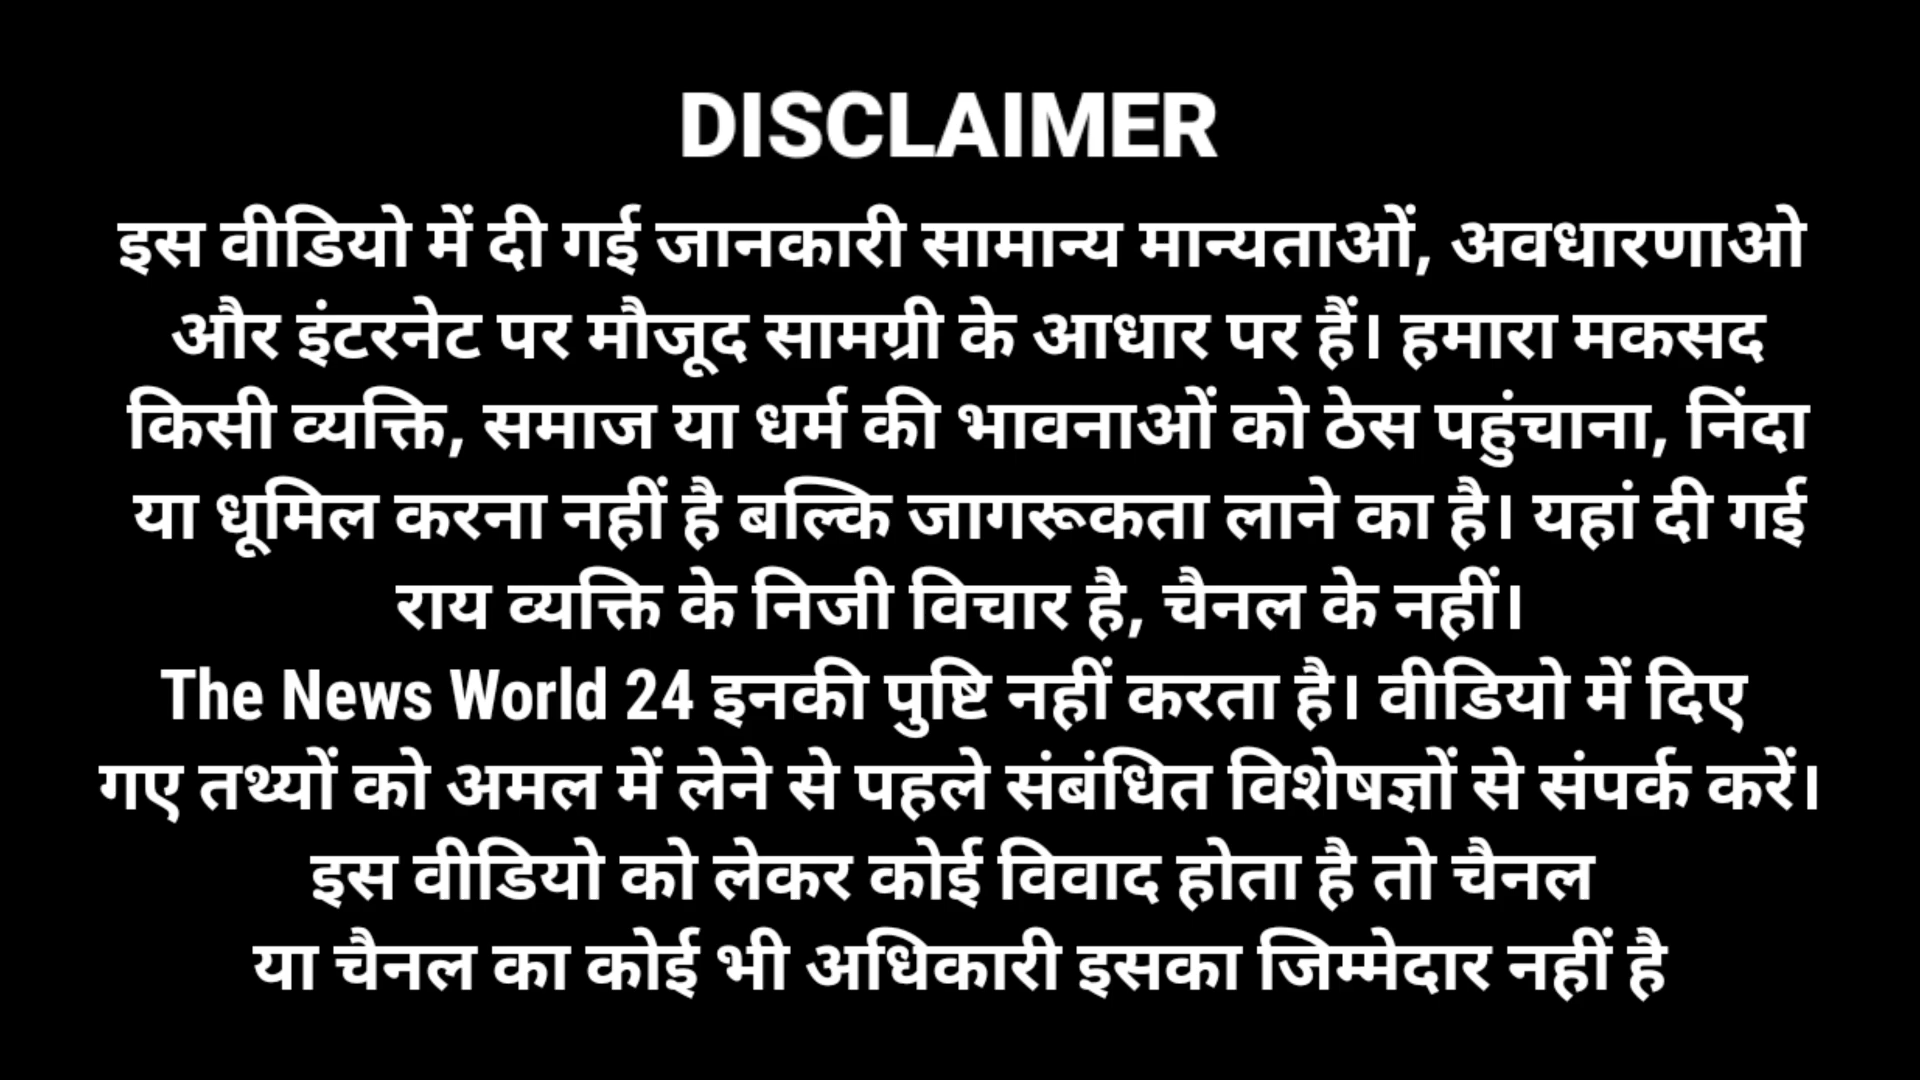 DISCLAIMER
इस वीडियो में दी गई जानकारी सामान्य मान्यताओं, अवधारणाओ
और इंटरनेट पर मौजूद सामग्री के आधार पर हैं। हमारा मकसद
किसी व्यक्ति, समाज या धर्म की भावनाओं को ठेस पहुंचाना, निंदा
या धूमिल करना नहीं है बल्कि जागरूकता लाने का है। यहां दी गई
राय व्यक्ति के निजी विचार है, चैनल के नहीं।
The News World 24 इनकी पुष्टि नहीं करता है। वीडियो में दिए
गए तथ्यों को अमल में लेने से पहले संबंधित विशेषज्ञों से संपर्क करें।
इस वीडियो को लेकर कोई विवाद होता है तो चैनल
या चैनल का कोई भी अधिकारी इसका जिम्मेदार नहीं है